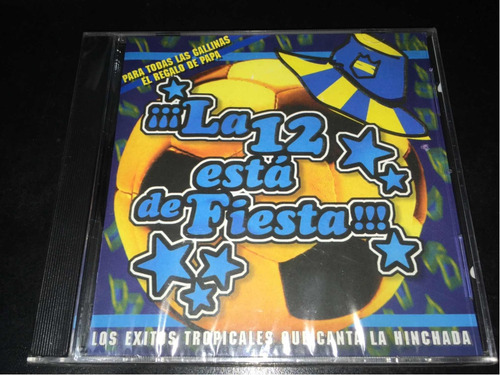 PARA TODAS LAS GALLINAS
EL REGALO DE PAPA
¡¡¡La 12
está
de Fiesta!!!
LOS EXITOS TROPICALES QUE CANTA LA HINCHADA